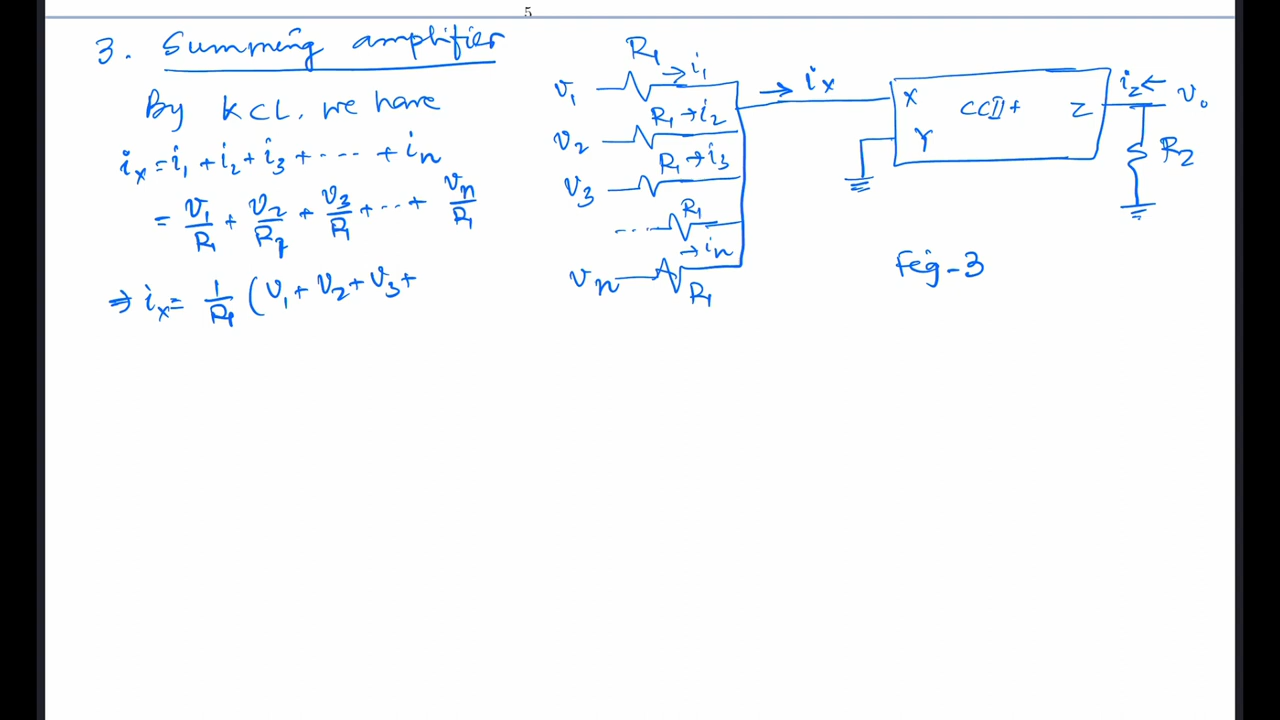 5
3. Summing amplifier
By KCL, we have
iₓ = i₁ + i₂ + i₃ + ---- + iₙ
= v₁/R₁ + v₂/R₁ + v₃/R₁ + --- + vₙ/R₁
⇒ iₓ = 1/R₁ (v₁ + v₂ + v₃ +
R₁ → i₁
v₁
→ iₓ
X
CCII+
Z
i_z ←
v₀
R₁ → i₂
v₂
Y
R₂
R₁ → i₃
v₃
R₁
----
→ iₙ
vₙ
R₁
Fig-3